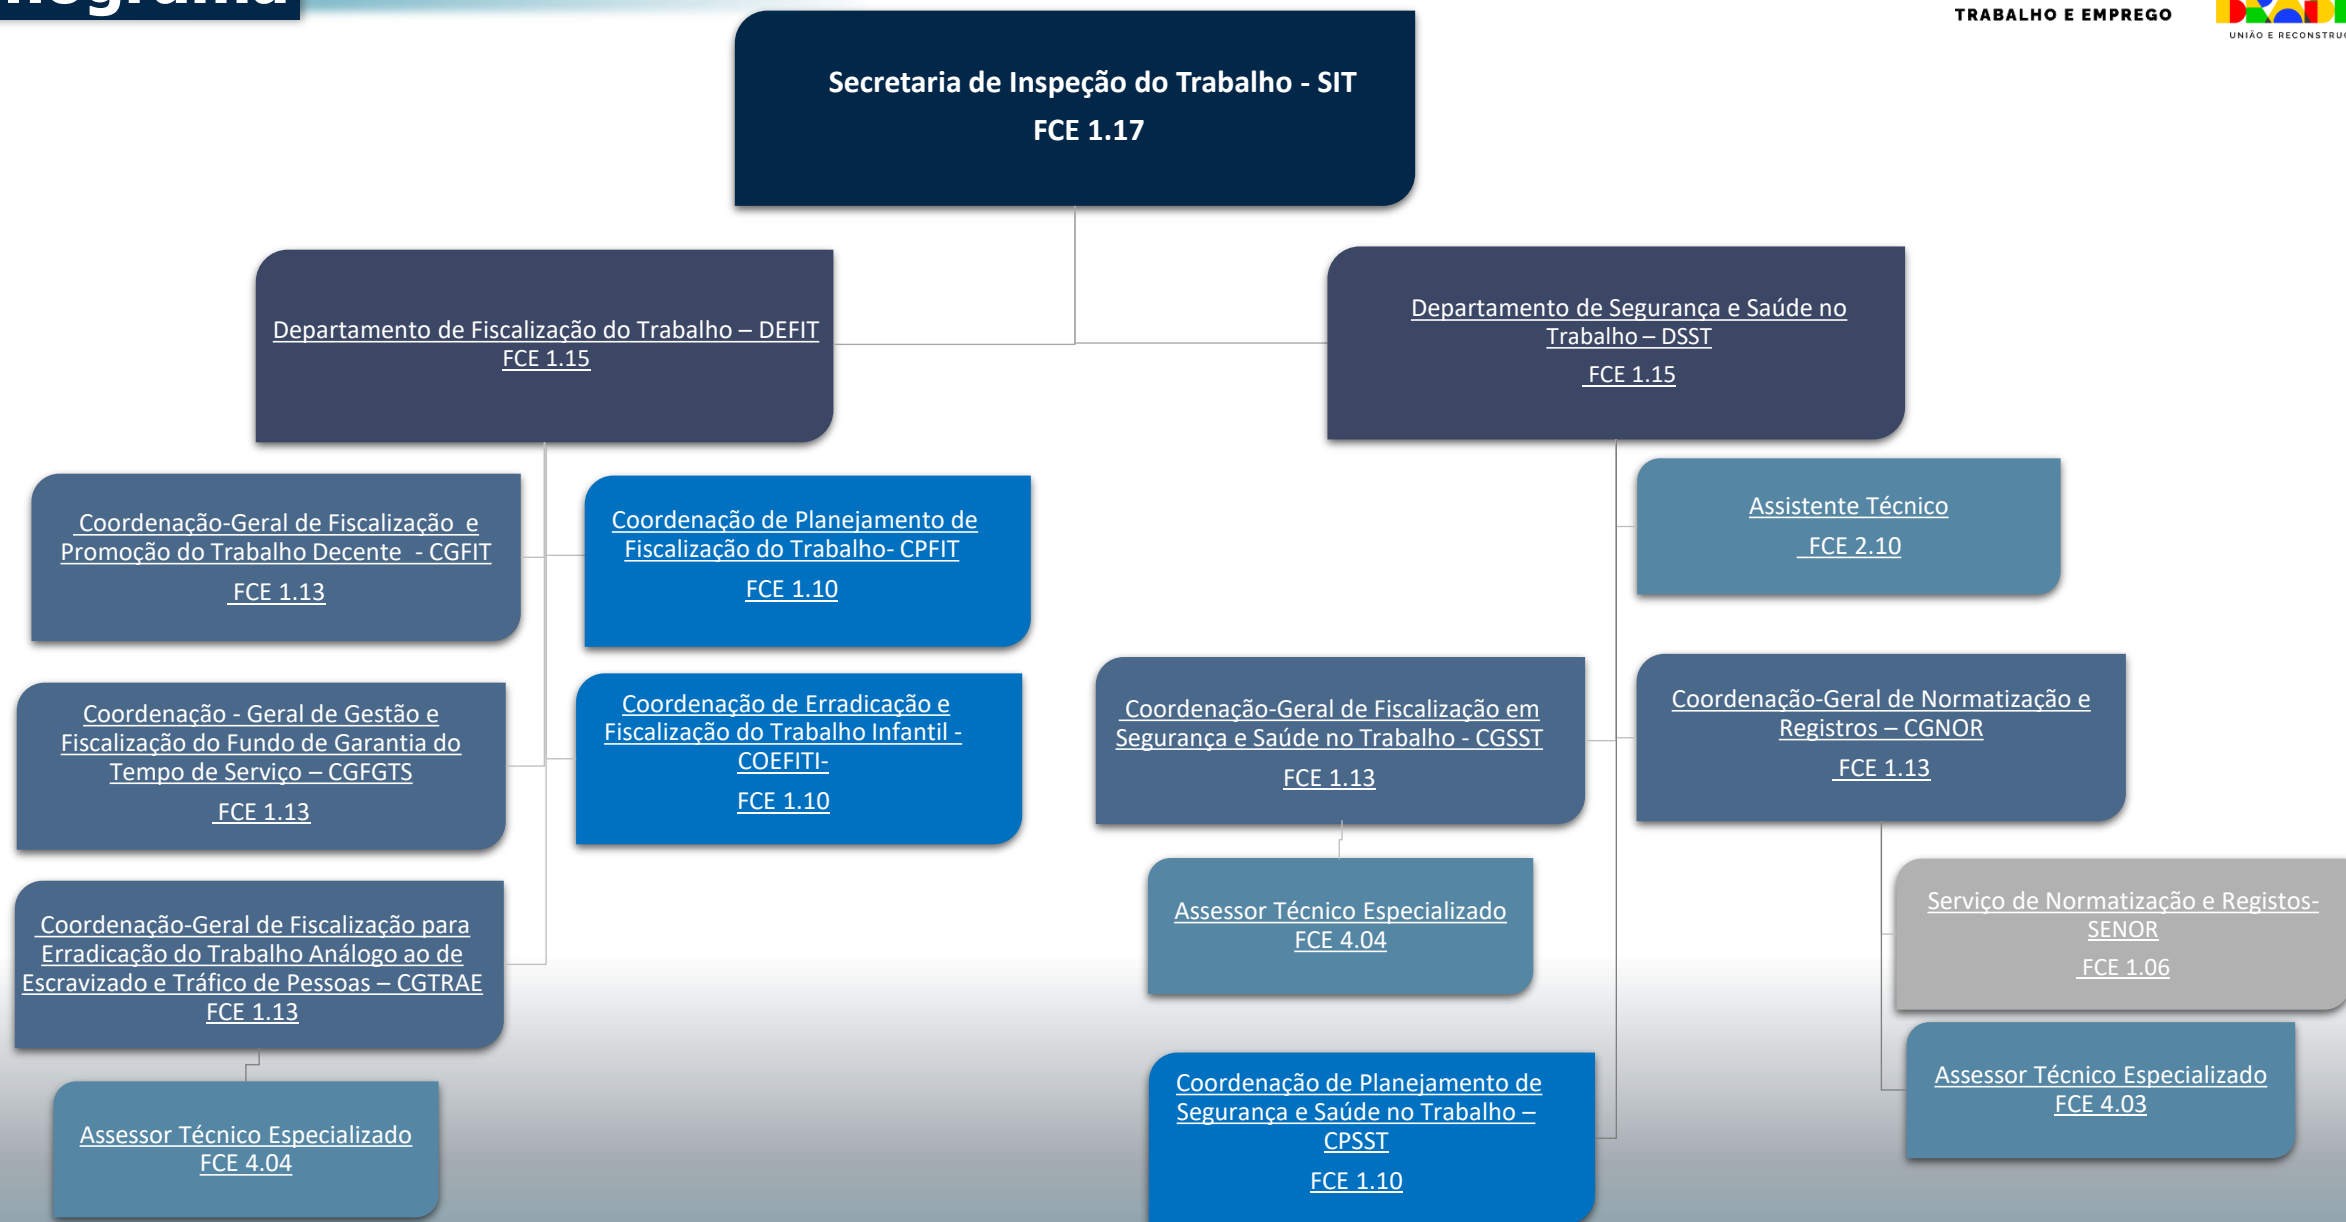 TRABALHO E EMPREGO
UNIÃO E
Secretaria de Inspeção do Trabalho - SIT
FCE 1.17
Departamento de Fiscalização do Trabalho – DEFIT
FCE 1.15
Departamento de Segurança e Saúde no
Trabalho – DSST
FCE 1.15
Coordenação-Geral de Fiscalização e
Promoção do Trabalho Decente - CGFIT
FCE 1.13
Coordenação de Planejamento de
Fiscalização do Trabalho- CPFIT
FCE 1.10
Assistente Técnico
FCE 2.10
Coordenação - Geral de Gestão e
Fiscalização do Fundo de Garantia do
Tempo de Serviço – CGFGTS
FCE 1.13
Coordenação de Erradicação e
Fiscalização do Trabalho Infantil -
COEFITI-
FCE 1.10
Coordenação-Geral de Fiscalização em
Segurança e Saúde no Trabalho - CGSST
FCE 1.13
Coordenação-Geral de Normatização e
Registros – CGNOR
FCE 1.13
Coordenação-Geral de Fiscalização para
Erradicação do Trabalho Análogo ao de
Escravizado e Tráfico de Pessoas – CGTRAE
FCE 1.13
Assessor Técnico Especializado
FCE 4.04
Serviço de Normatização e Registos-
SENOR
FCE 1.06
Assessor Técnico Especializado
FCE 4.04
Coordenação de Planejamento de
Segurança e Saúde no Trabalho –
CPSST
FCE 1.10
Assessor Técnico Especializado
FCE 4.03